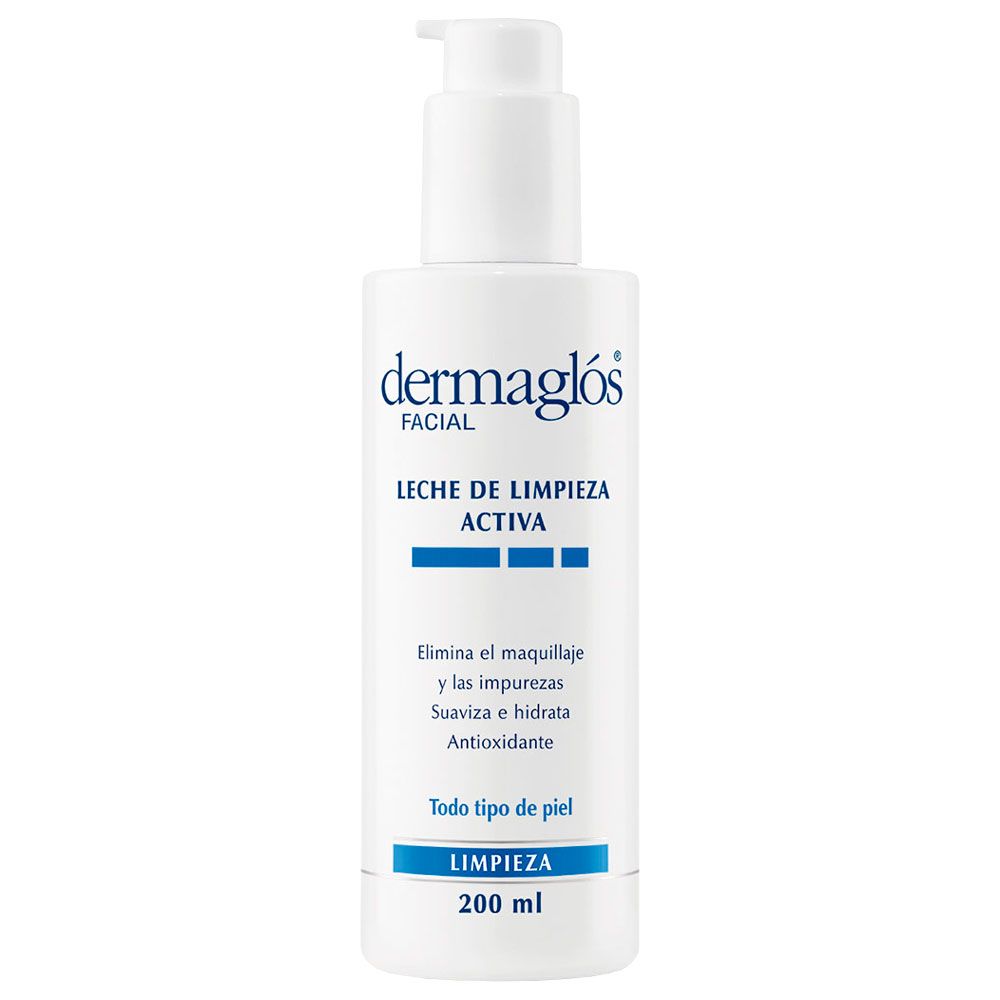 dermaglós®
FACIAL
LECHE DE LIMPIEZA
ACTIVA
Elimina el maquillaje
y las impurezas
Suaviza e hidrata
Antioxidante
Todo tipo de piel
LIMPIEZA
200 ml